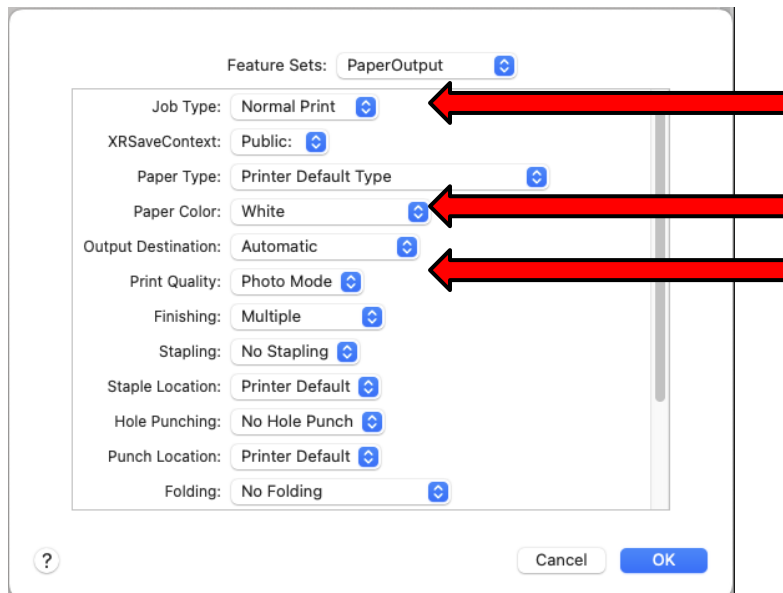 Feature Sets: PaperOutput
Job Type: Normal Print
XRSaveContext: Public:
Paper Type: Printer Default Type
Paper Color: White
Output Destination: Automatic
Print Quality: Photo Mode
Finishing: Multiple
Stapling: No Stapling
Staple Location: Printer Default
Hole Punching: No Hole Punch
Punch Location: Printer Default
Folding: No Folding
? Cancel OK